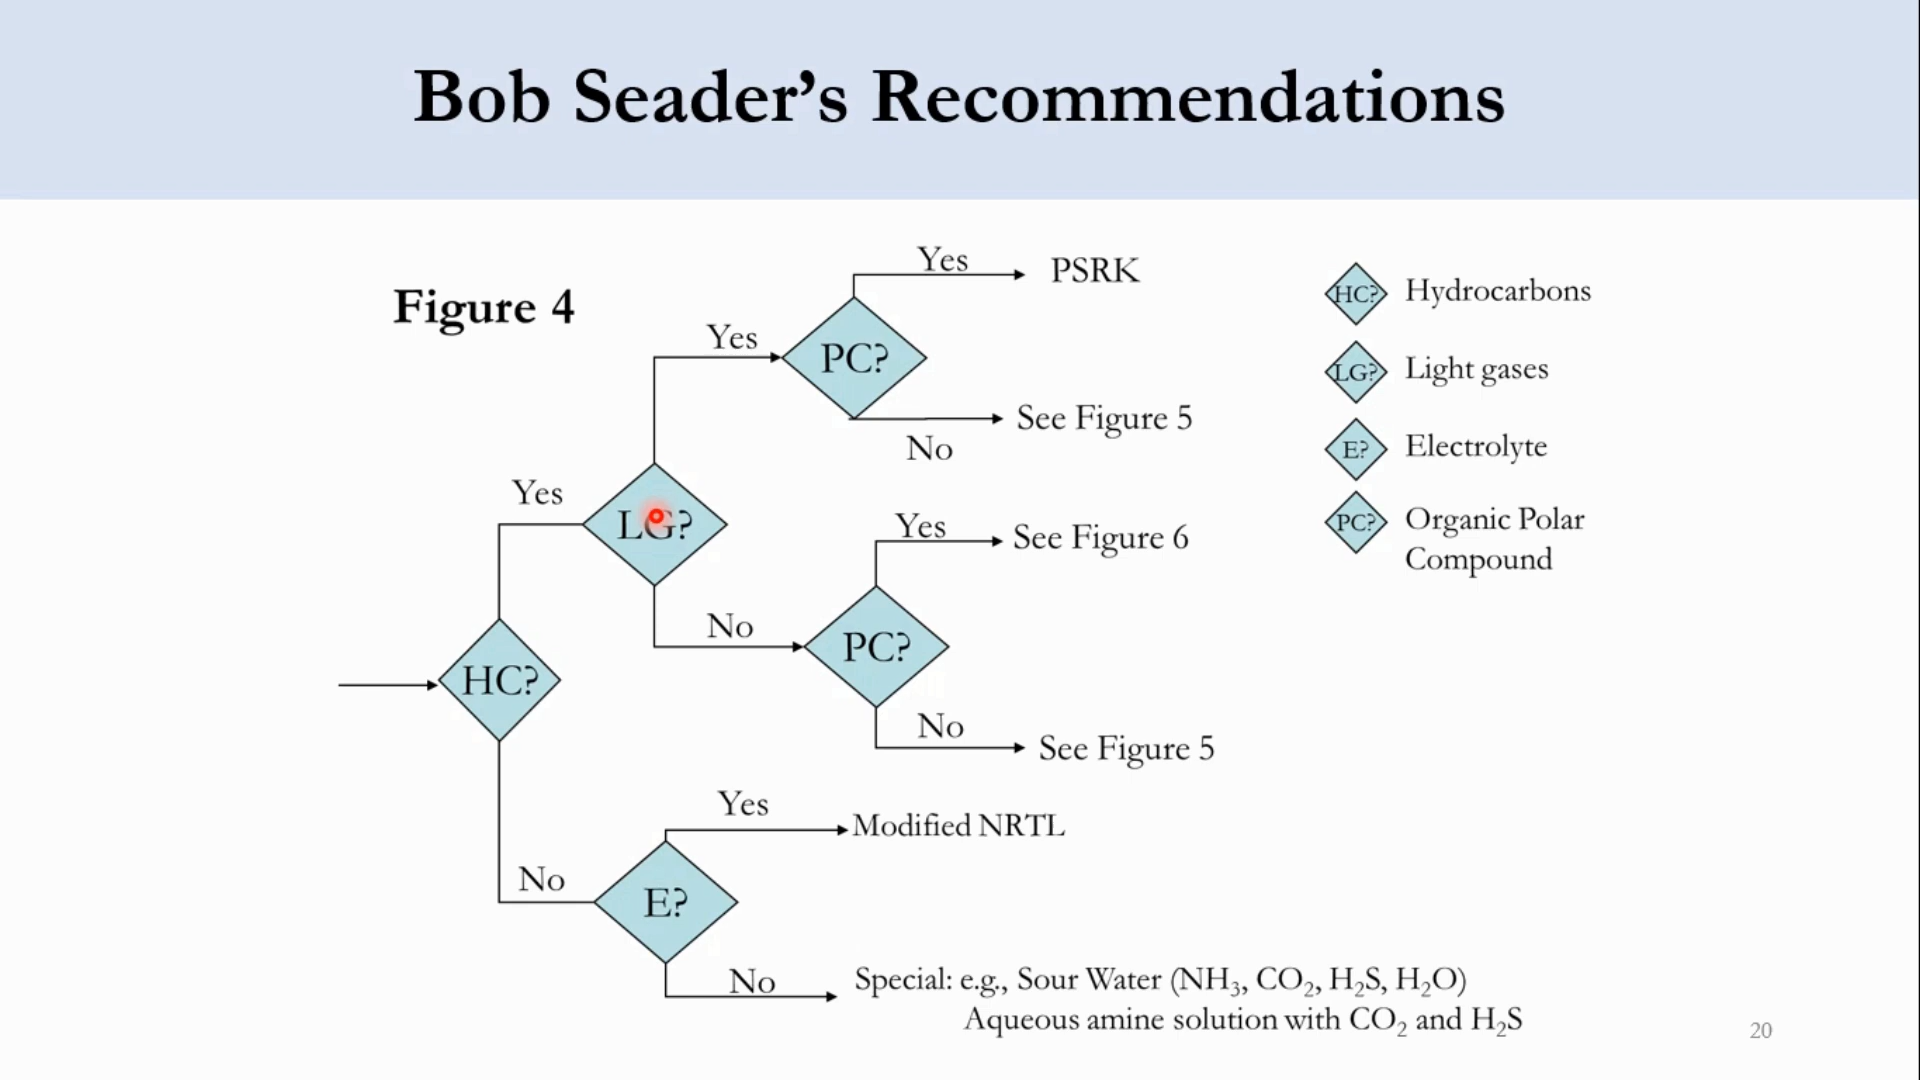 Bob Seader's Recommendations
Figure 4
Yes
PSRK
Yes
PC?
See Figure 5
No
Yes
LG?
Yes
See Figure 6
No
PC?
HC?
No
See Figure 5
Yes
Modified NRTL
No
E?
No
Special: e.g., Sour Water (NH₃, CO₂, H₂S, H₂O)
Aqueous amine solution with CO₂ and H₂S
HC? Hydrocarbons
LG? Light gases
E? Electrolyte
PC? Organic Polar
Compound
20